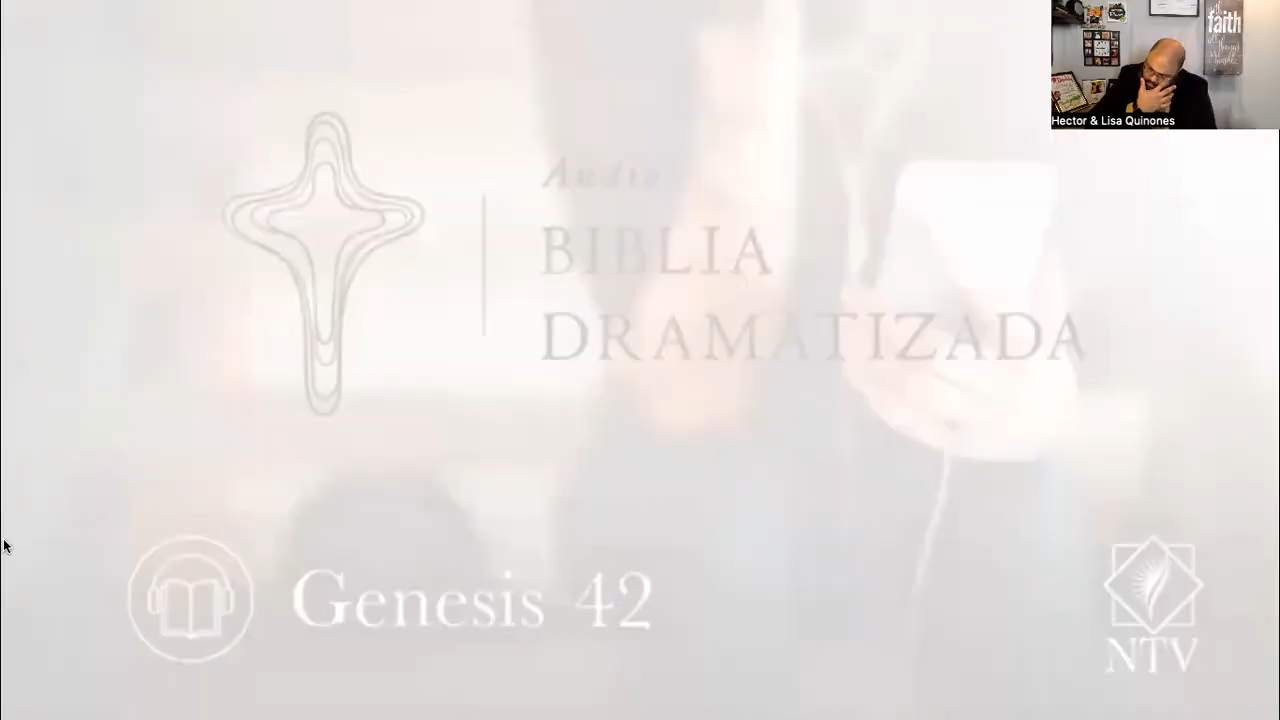 faith
Hector & Lisa Quinones
Audio
BIBLIA
DRAMATIZADA
Genesis 42
NTV